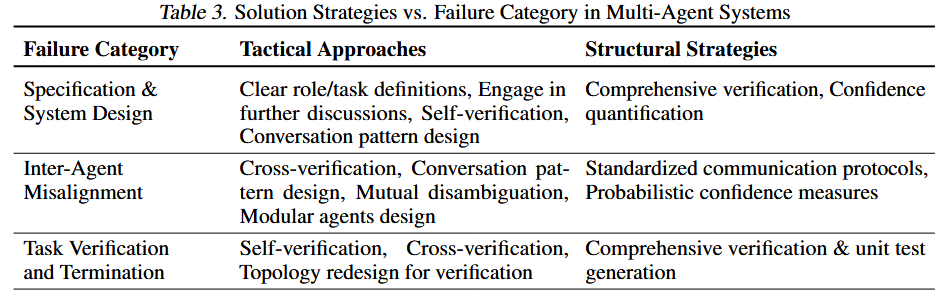 Table 3. Solution Strategies vs. Failure Category in Multi-Agent Systems
Failure Category Tactical Approaches Structural Strategies
Specification &
System Design
Clear role/task definitions, Engage in
further discussions, Self-verification,
Conversation pattern design
Comprehensive verification, Confidence
quantification
Inter-Agent
Misalignment
Cross-verification, Conversation pat-
tern design, Mutual disambiguation,
Modular agents design
Standardized communication protocols,
Probabilistic confidence measures
Task Verification
and Termination
Self-verification, Cross-verification,
Topology redesign for verification
Comprehensive verification & unit test
generation